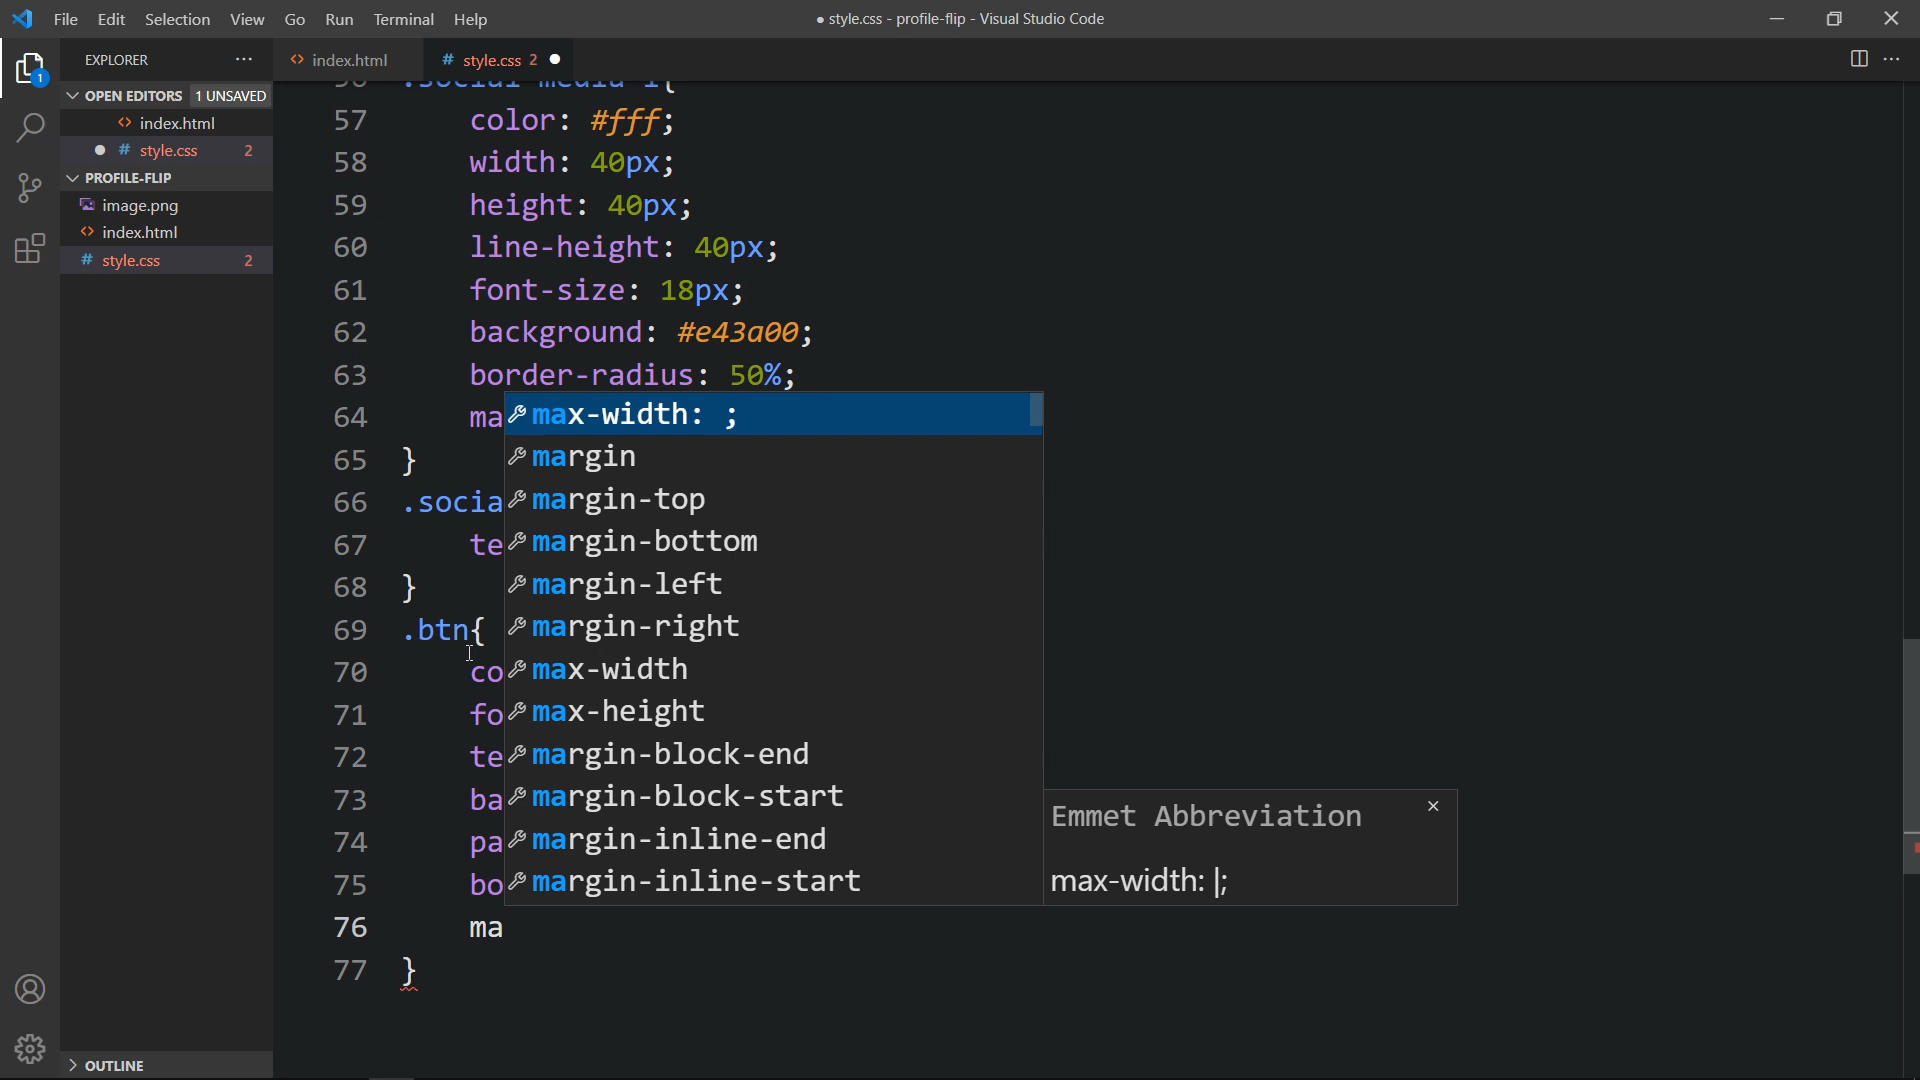 File Edit Selection View Go Run Terminal Help
● style.css - profile-flip - Visual Studio Code
EXPLORER
index.html
# style.css 2
1
OPEN EDITORS 1 UNSAVED
index.html
# style.css 2
PROFILE-FLIP
image.png
index.html
# style.css 2
OUTLINE
57 color: #fff;
58 width: 40px;
59 height: 40px;
60 line-height: 40px;
61 font-size: 18px;
62 background: #e43a00;
63 border-radius: 50%;
64 ma
65 }
66 .socia
67 te
68 }
69 .btn{
70 co
71 fo
72 te
73 ba
74 pa
75 bo
76 ma
77 }
max-width: ;
margin
margin-top
margin-bottom
margin-left
margin-right
max-width
max-height
margin-block-end
margin-block-start
margin-inline-end
margin-inline-start
Emmet Abbreviation
max-width: |;